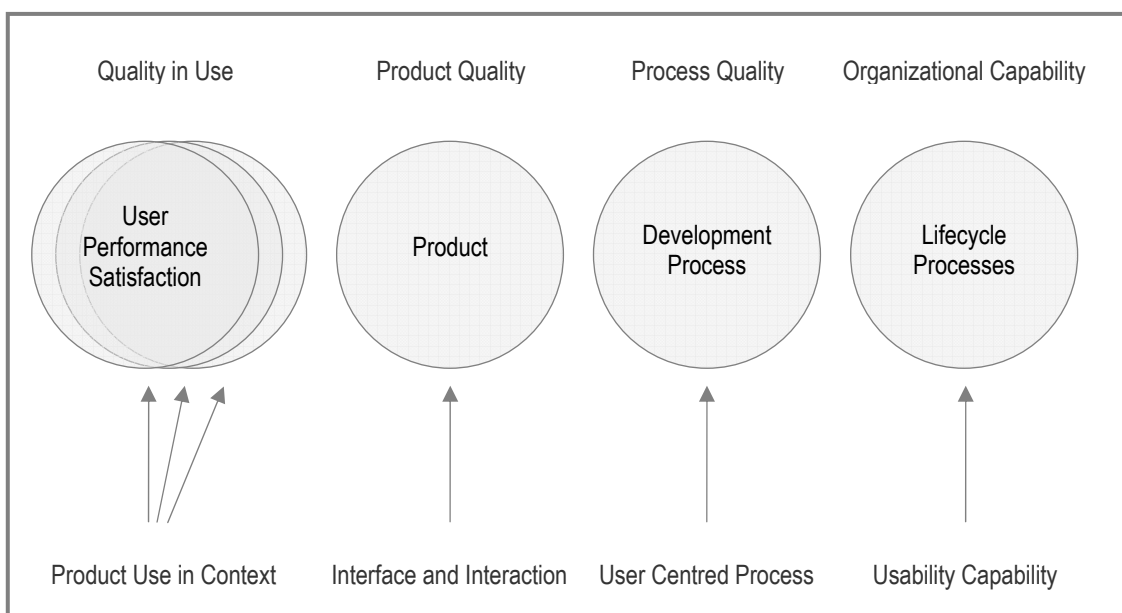 Quality in Use
Product Quality
Process Quality
Organizational Capability
User
Performance
Satisfaction
Product
Development
Process
Lifecycle
Processes
Product Use in Context
Interface and Interaction
User Centred Process
Usability Capability